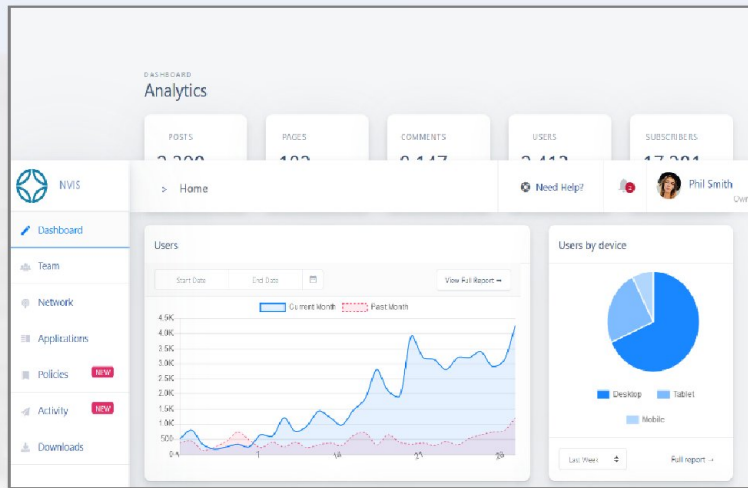 DASHBOARD
Analytics
POSTS
PAGES
COMMENTS
USERS
SUBSCRIBERS
NVIS
> Home
Need Help?
Phil Smith
Dashboard
Team
Network
Applications
Policies NEW
Activity NEW
Downloads
Users
Start Date
End Date
View Full Report →
Current Month
Past Month
4.5K
4.0K
3.5K
3.0K
2.5K
2.0K
1.5K
1.0K
500
Users by device
Desktop
Tablet
Mobile
Last Week
Full report →